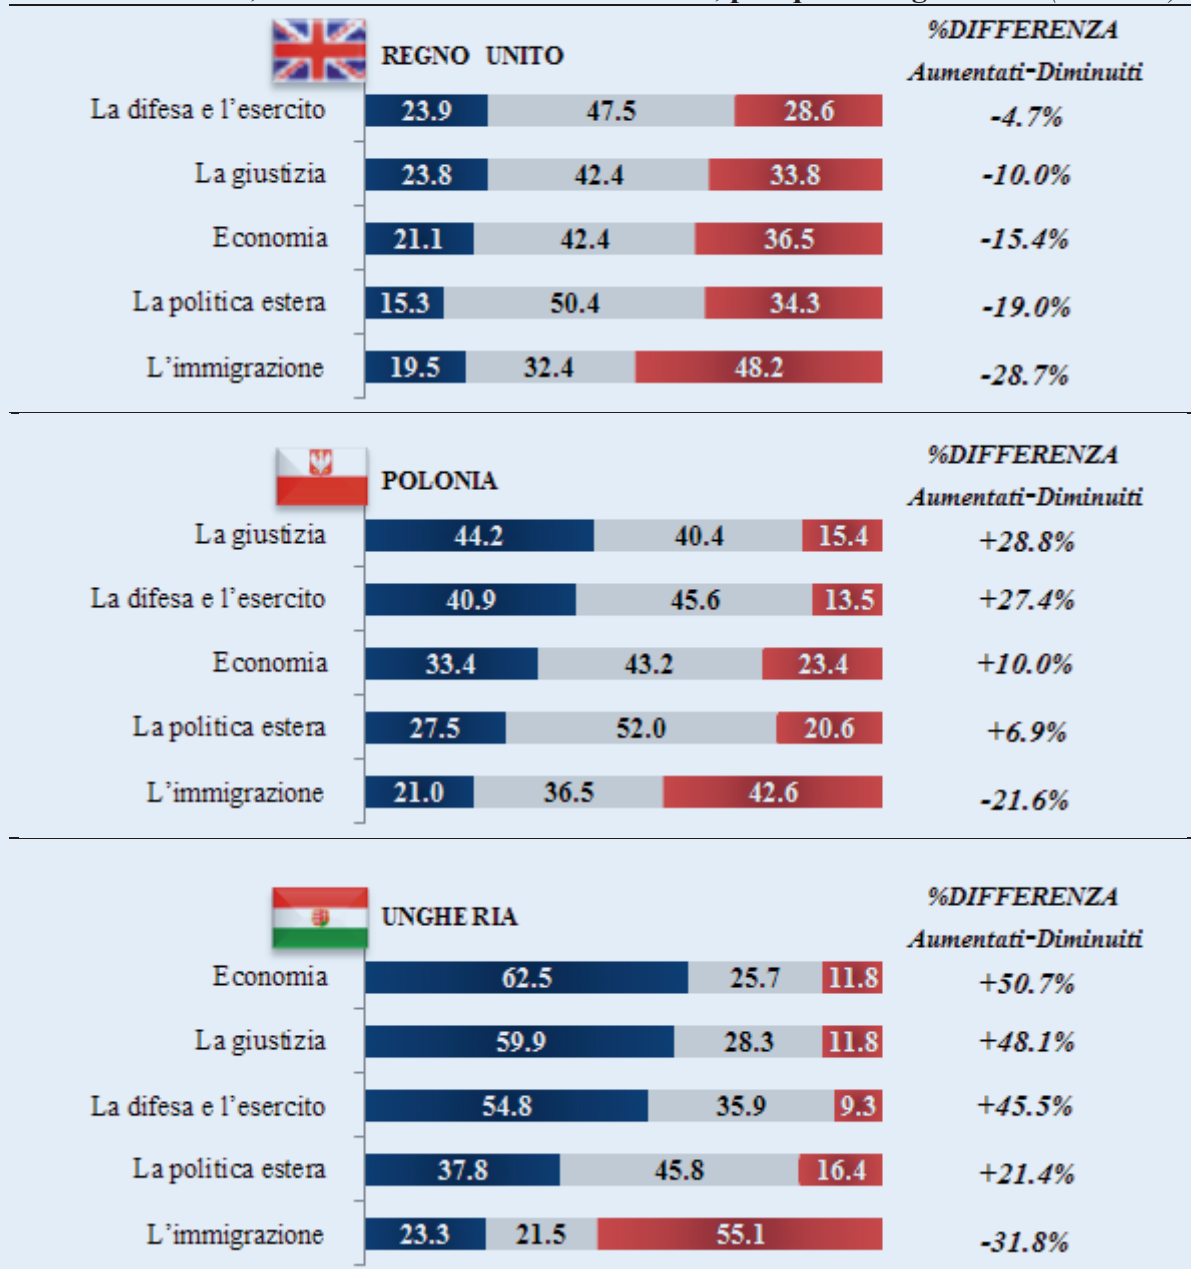 REGNO UNITO
%DIFFERENZA
Aumentati-Diminuiti
La difesa e l'esercito 23.9 47.5 28.6 -4.7%
La giustizia 23.8 42.4 33.8 -10.0%
Economia 21.1 42.4 36.5 -15.4%
La politica estera 15.3 50.4 34.3 -19.0%
L'immigrazione 19.5 32.4 48.2 -28.7%
POLONIA
%DIFFERENZA
Aumentati-Diminuiti
La giustizia 44.2 40.4 15.4 +28.8%
La difesa e l'esercito 40.9 45.6 13.5 +27.4%
Economia 33.4 43.2 23.4 +10.0%
La politica estera 27.5 52.0 20.6 +6.9%
L'immigrazione 21.0 36.5 42.6 -21.6%
UNGHERIA
%DIFFERENZA
Aumentati-Diminuiti
Economia 62.5 25.7 11.8 +50.7%
La giustizia 59.9 28.3 11.8 +48.1%
La difesa e l'esercito 54.8 35.9 9.3 +45.5%
La politica estera 37.8 45.8 16.4 +21.4%
L'immigrazione 23.3 21.5 55.1 -31.8%